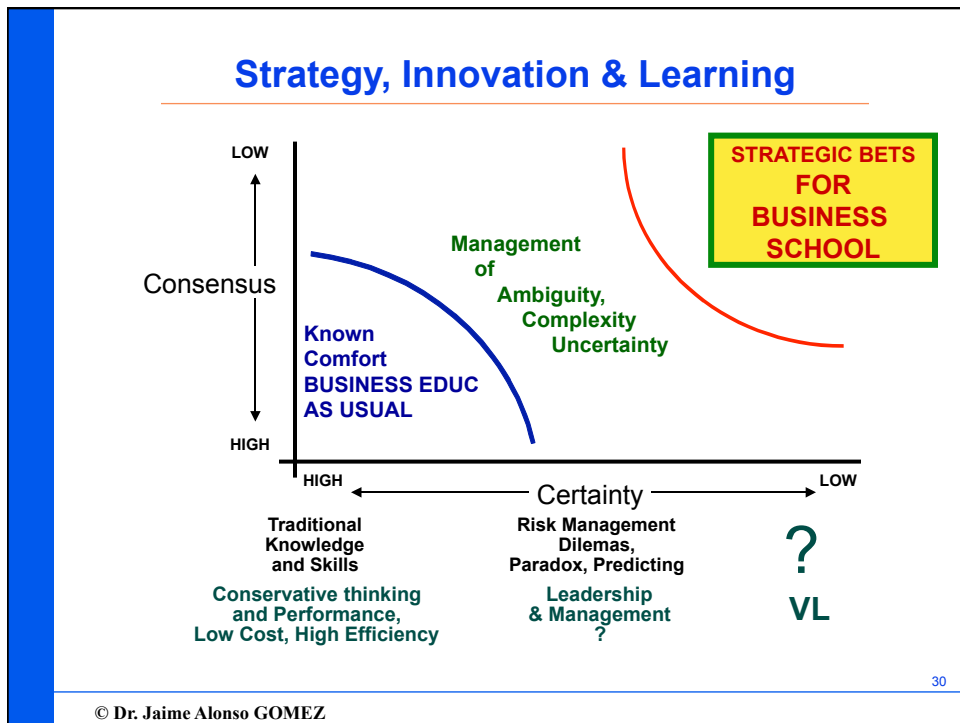 Strategy, Innovation & Learning
LOW
Consensus
HIGH
STRATEGIC BETS
FOR
BUSINESS
SCHOOL
Management
of
Ambiguity,
Complexity
Uncertainty
Known
Comfort
BUSINESS EDUC
AS USUAL
HIGH
Certainty
LOW
Traditional
Knowledge
and Skills
Conservative thinking
and Performance,
Low Cost, High Efficiency
Risk Management
Dilemas,
Paradox, Predicting
Leadership
& Management
?
?
VL
30
© Dr. Jaime Alonso GOMEZ